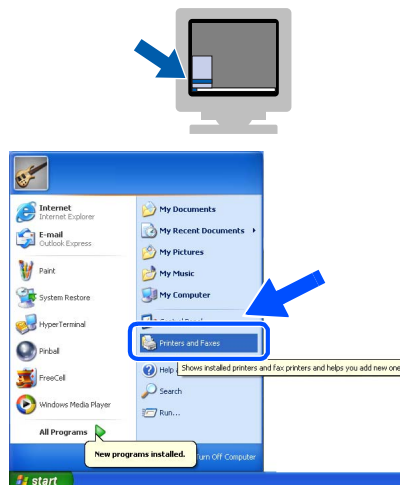 Internet
Internet Explorer
E-mail
Outlook Express
Paint
System Restore
HyperTerminal
Pinball
FreeCell
Windows Media Player
All Programs
New programs installed.
My Documents
My Recent Documents
My Pictures
My Music
My Computer
Printers and Faxes
Shows installed printers and fax printers and helps you add new one
Help
Search
Run...
Turn Off Computer
start